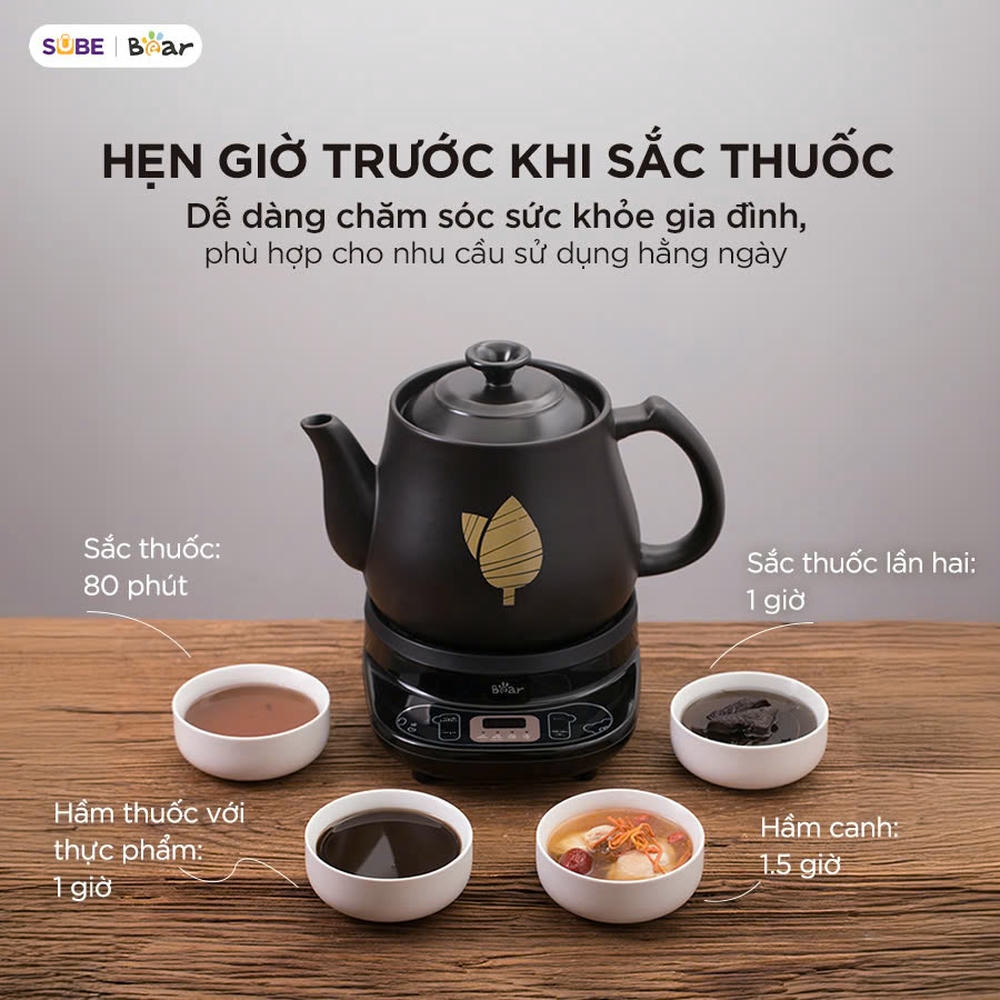 SUBE | Bear
HẸN GIỜ TRƯỚC KHI SẮC THUỐC
Dễ dàng chăm sóc sức khỏe gia đình,
phù hợp cho nhu cầu sử dụng hằng ngày
Sắc thuốc:
80 phút
Sắc thuốc lần hai:
1 giờ
Bear
Hầm thuốc với
thực phẩm:
1 giờ
Hầm canh:
1.5 giờ